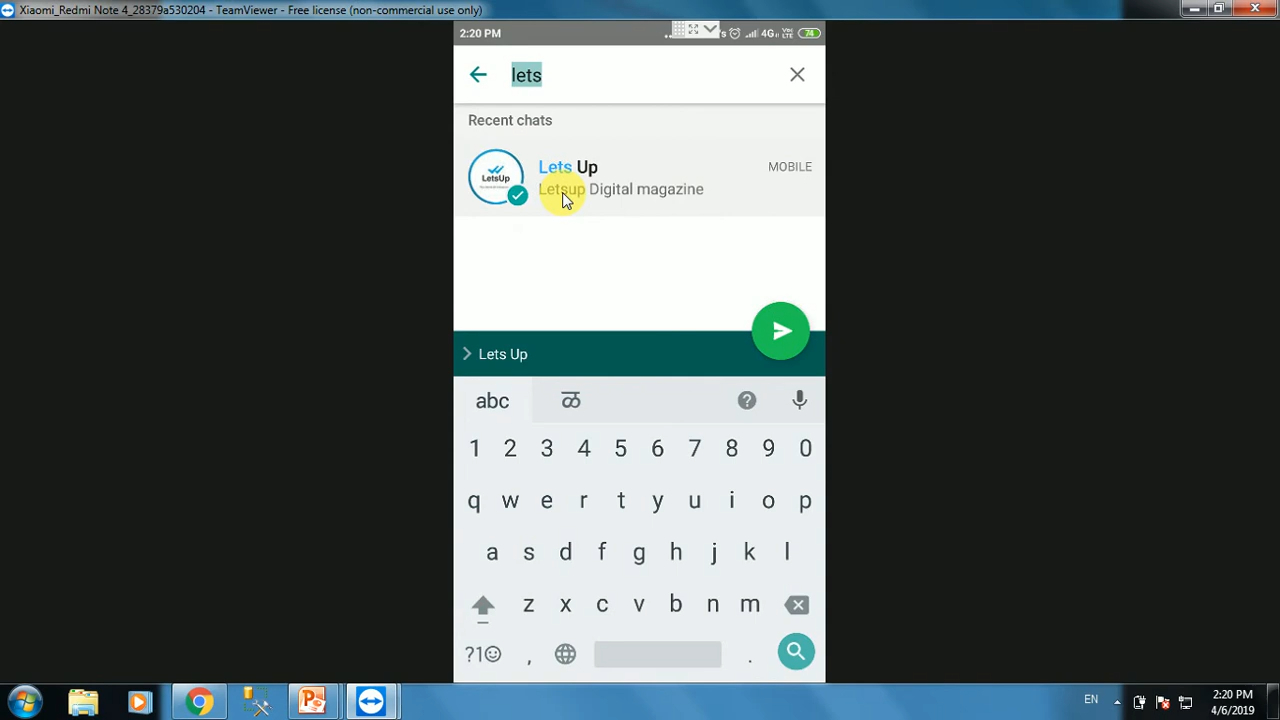 Xiaomi_Redmi Note 4_28379a530204 - TeamViewer - Free license (non-commercial use only)
2:20 PM
4G
74
lets
Recent chats
LetsUp
Lets Up
MOBILE
Letsup Digital magazine
Lets Up
abc
ळ
1 2 3 4 5 6 7 8 9 0
q w e r t y u i o p
a s d f g h j k l
z x c v b n m
?1☺ , .
EN
2:20 PM
4/6/2019